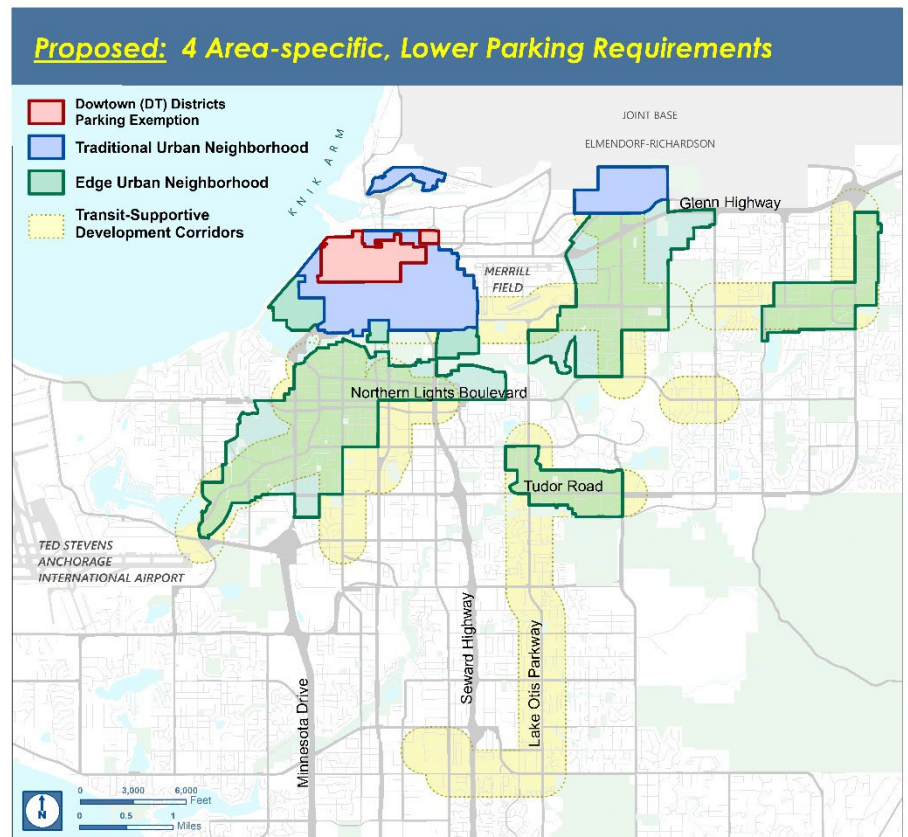 Proposed: 4 Area-specific, Lower Parking Requirements
Dowtown (DT) Districts
Parking Exemption
Traditional Urban Neighborhood
Edge Urban Neighborhood
Transit-Supportive
Development Corridors
KNIK ARM
JOINT BASE
ELMENDORF-RICHARDSON
Glenn Highway
MERRILL
FIELD
Northern Lights Boulevard
Tudor Road
TED STEVENS
ANCHORAGE
INTERNATIONAL AIRPORT
Minnesota Drive
Seward Highway
Lake Otis Parkway
N
0 3,000 6,000
Feet
0 0.5 1
Miles